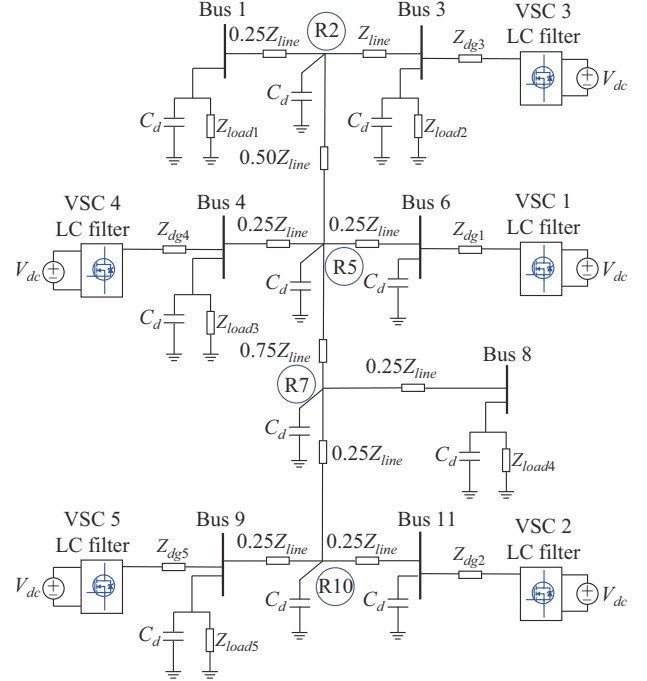 Bus 1
R2
Bus 3
VSC 3
LC filter
0.25Z_line
Z_line
Z_dg3
V_dc
C_d
Z_load1
C_d
C_d
Z_load2
0.50Z_line
VSC 4
LC filter
Bus 4
Bus 6
VSC 1
LC filter
Z_dg4
0.25Z_line
0.25Z_line
Z_dg1
V_dc
V_dc
R5
C_d
Z_load3
C_d
C_d
0.75Z_line
R7
0.25Z_line
Bus 8
C_d
0.25Z_line
C_d
Z_load4
VSC 5
LC filter
Bus 9
Bus 11
VSC 2
LC filter
Z_dg5
0.25Z_line
0.25Z_line
Z_dg2
V_dc
V_dc
R10
C_d
Z_load5
C_d
C_d